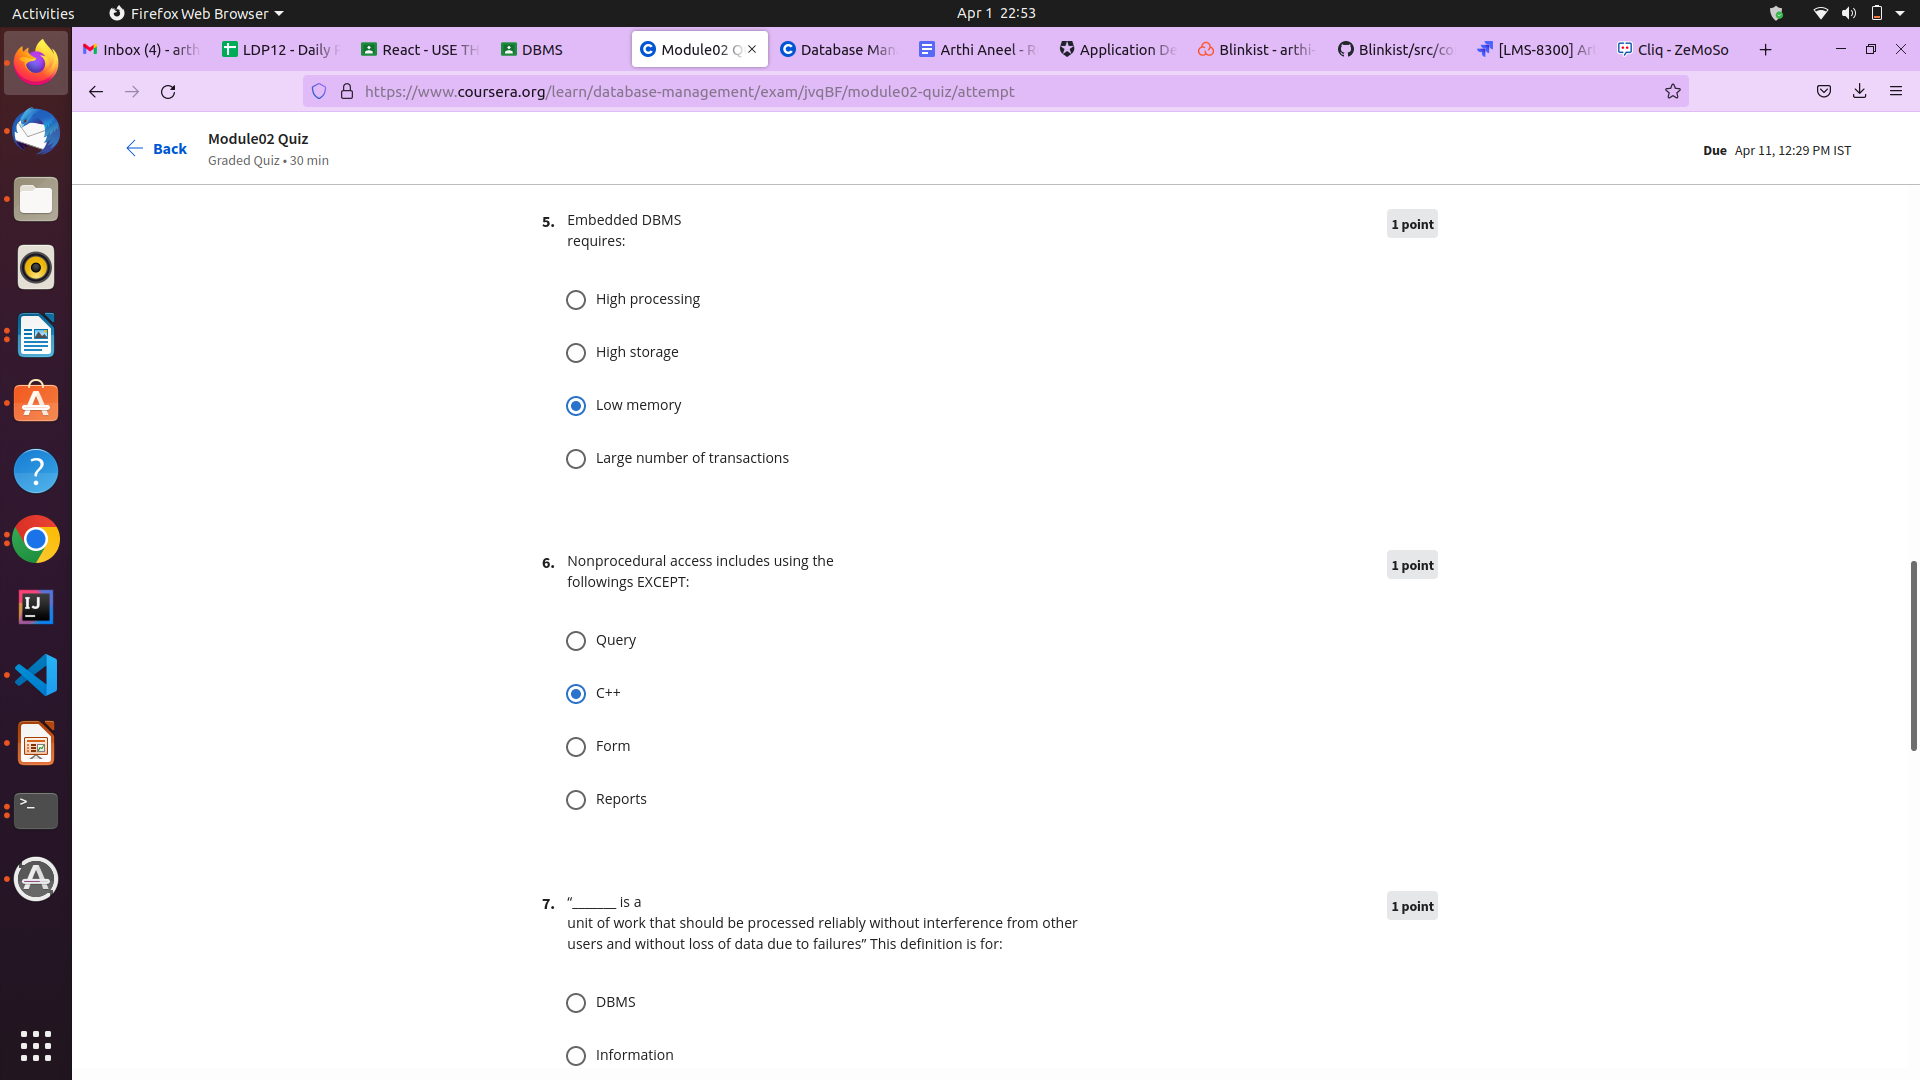 Activities
Firefox Web Browser
Apr 1 22:53
Inbox (4) - arth
LDP12 - Daily
React - USE TH
DBMS
Module02 Q
Database Man
Arthi Aneel - R
Application De
Blinkist - arthi-
Blinkist/src/co
[LMS-8300] Ar
Cliq - ZeMoSo
https://www.coursera.org/learn/database-management/exam/jvqBF/module02-quiz/attempt
Back
Module02 Quiz
Graded Quiz • 30 min
Due Apr 11, 12:29 PM IST
5. Embedded DBMS
requires:
1 point
High processing
High storage
Low memory
Large number of transactions
6. Nonprocedural access includes using the
followings EXCEPT:
1 point
Query
C++
Form
Reports
7. “_______ is a
unit of work that should be processed reliably without interference from other
users and without loss of data due to failures” This definition is for:
1 point
DBMS
Information